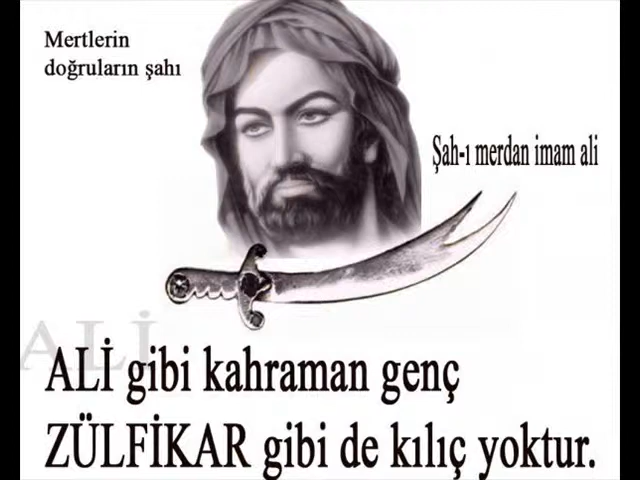 Mertlerin
doğruların şahı
Şah-ı merdan imam ali
ALİ
ALİ gibi kahraman genç
ZÜLFİKAR gibi de kılıç yoktur.